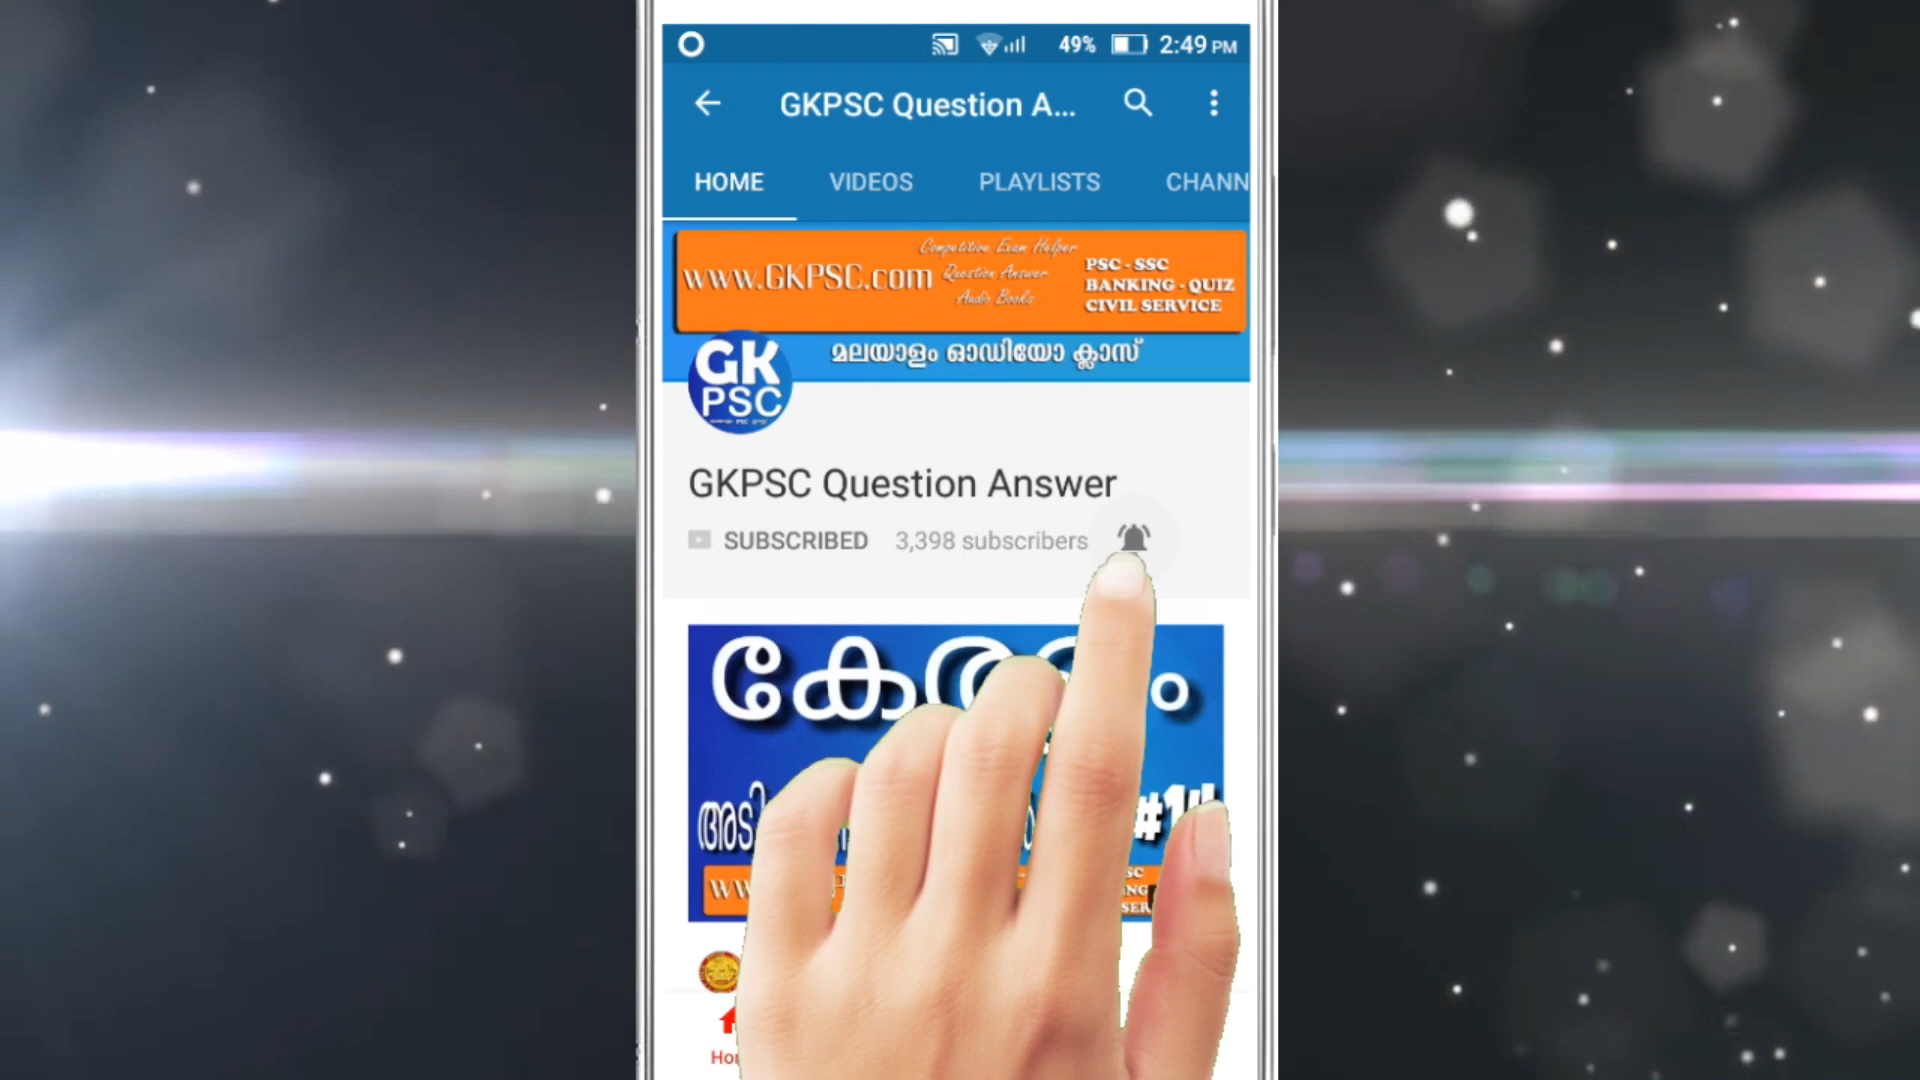 49% 2:49 PM
GKPSC Question A...
HOME VIDEOS PLAYLISTS CHANN
www.GKPSC.com
Competitive Exam Helper
Question Answer
Audio Books
PSC - SSC
BANKING - QUIZ
CIVIL SERVICE
മലയാളം ഓഡിയോ ക്ലാസ്
GK
PSC
GKPSC Question Answer
SUBSCRIBED 3,398 subscribers